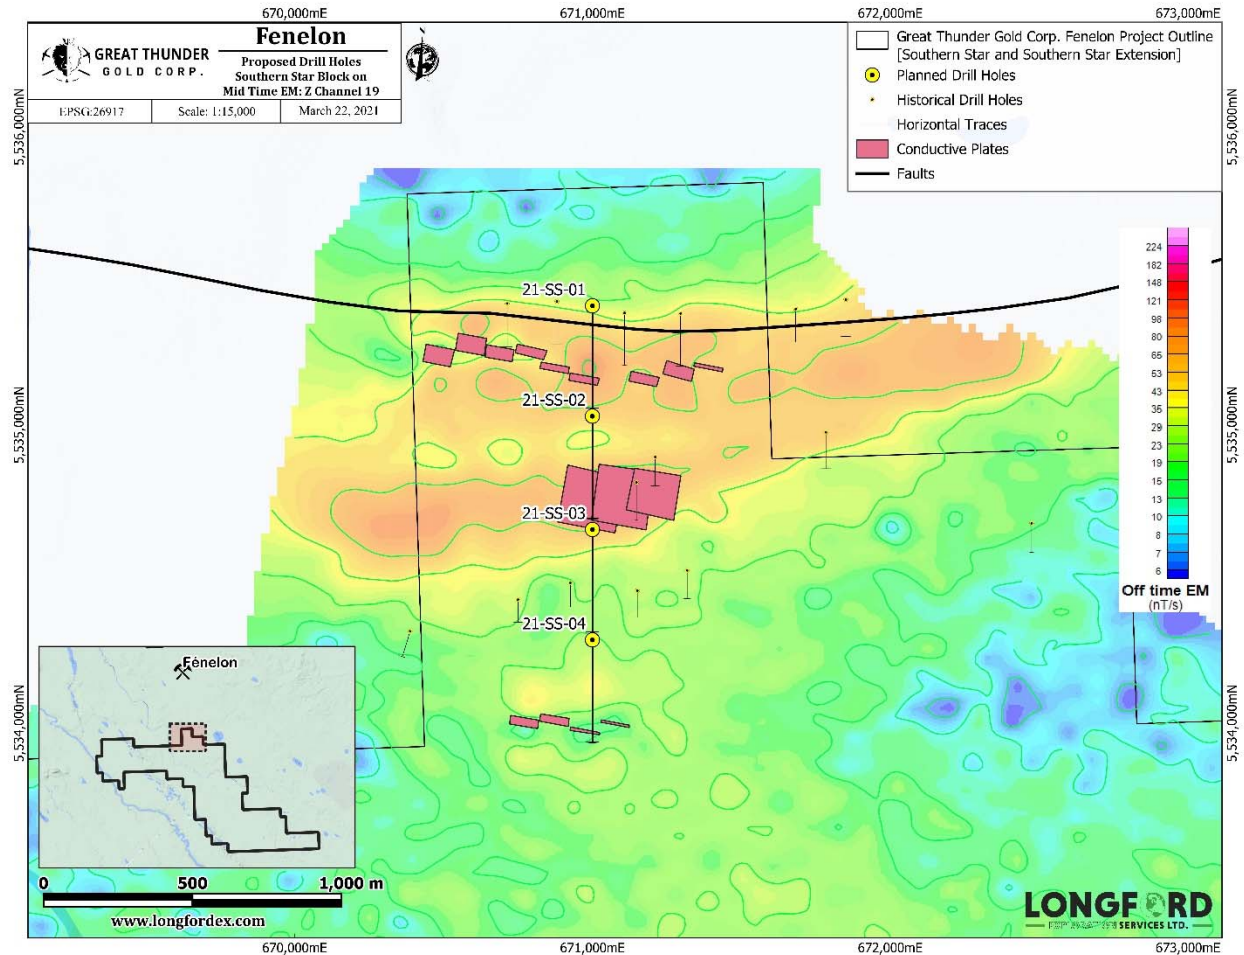 670,000mE
671,000mE
672,000mE
673,000mE
GREAT THUNDER
GOLD CORP.
Fenelon
Proposed Drill Holes
Southern Star Block on
Mid Time EM: Z Channel 19
EPSG:26917
Scale: 1:15,000
March 22, 2021
N
Great Thunder Gold Corp. Fenelon Project Outline
[Southern Star and Southern Star Extension]
Planned Drill Holes
Historical Drill Holes
Horizontal Traces
Conductive Plates
Faults
5,536,000mN
5,536,000mN
5,535,000mN
5,535,000mN
5,534,000mN
5,534,000mN
21-SS-01
21-SS-02
21-SS-03
21-SS-04
224
182
148
121
98
80
65
53
43
35
29
23
19
15
13
10
8
7
6
Off time EM
(nT/s)
Fénelon
0
500
1,000 m
www.longfordex.com
LONGFORD
SERVICES LTD.
670,000mE
671,000mE
672,000mE
673,000mE